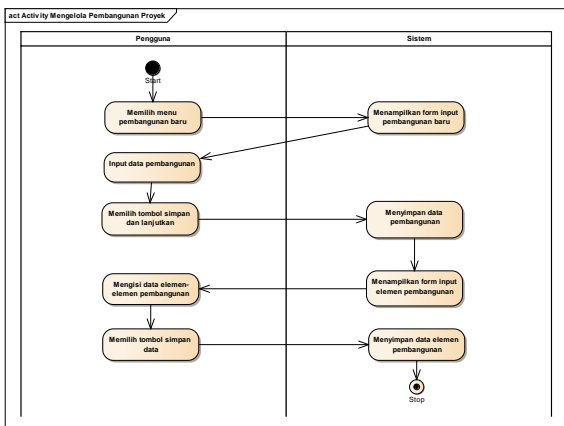 act Activity Mengelola Pembangunan Proyek
Pengguna
Sistem
Start
Memilih menu
pembangunan baru
Menampilkan form input
pembangunan baru
Input data pembangunan
Memilih tombol simpan
dan lanjutkan
Menyimpan data
pembangunan
Mengisi data elemen-
elemen pembangunan
Menampilkan form input
elemen pembangunan
Memilih tombol simpan
data
Menyimpan data elemen
pembangunan
Stop